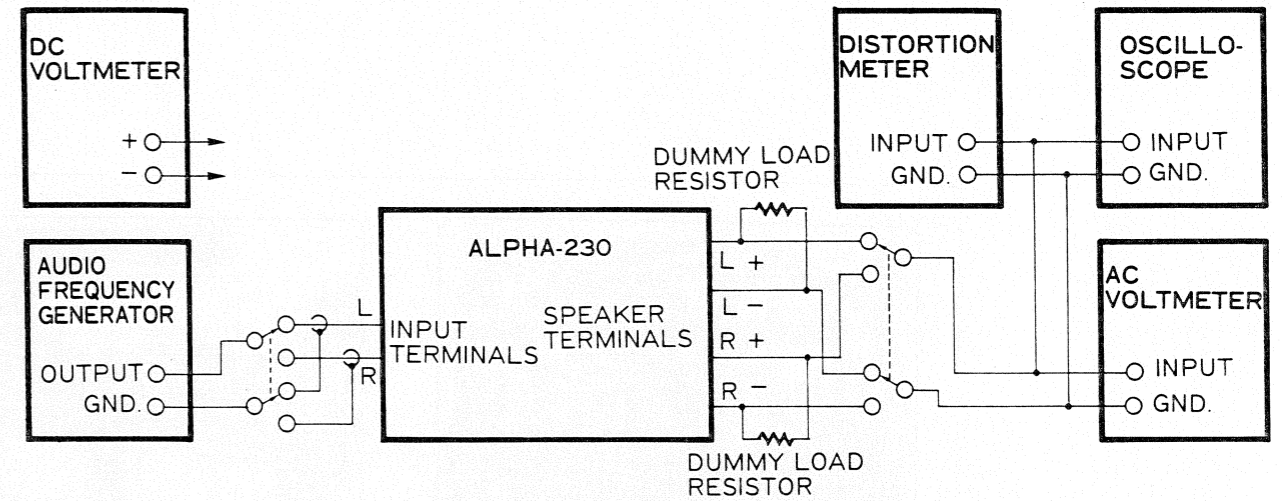 DC
VOLTMETER
+
−
AUDIO
FREQUENCY
GENERATOR
OUTPUT
GND.
L
R
ALPHA-230
INPUT
TERMINALS
SPEAKER
TERMINALS
L +
L −
R +
R −
DUMMY LOAD
RESISTOR
DUMMY LOAD
RESISTOR
DISTORTION
METER
INPUT
GND.
OSCILLO-
SCOPE
INPUT
GND.
AC
VOLTMETER
INPUT
GND.